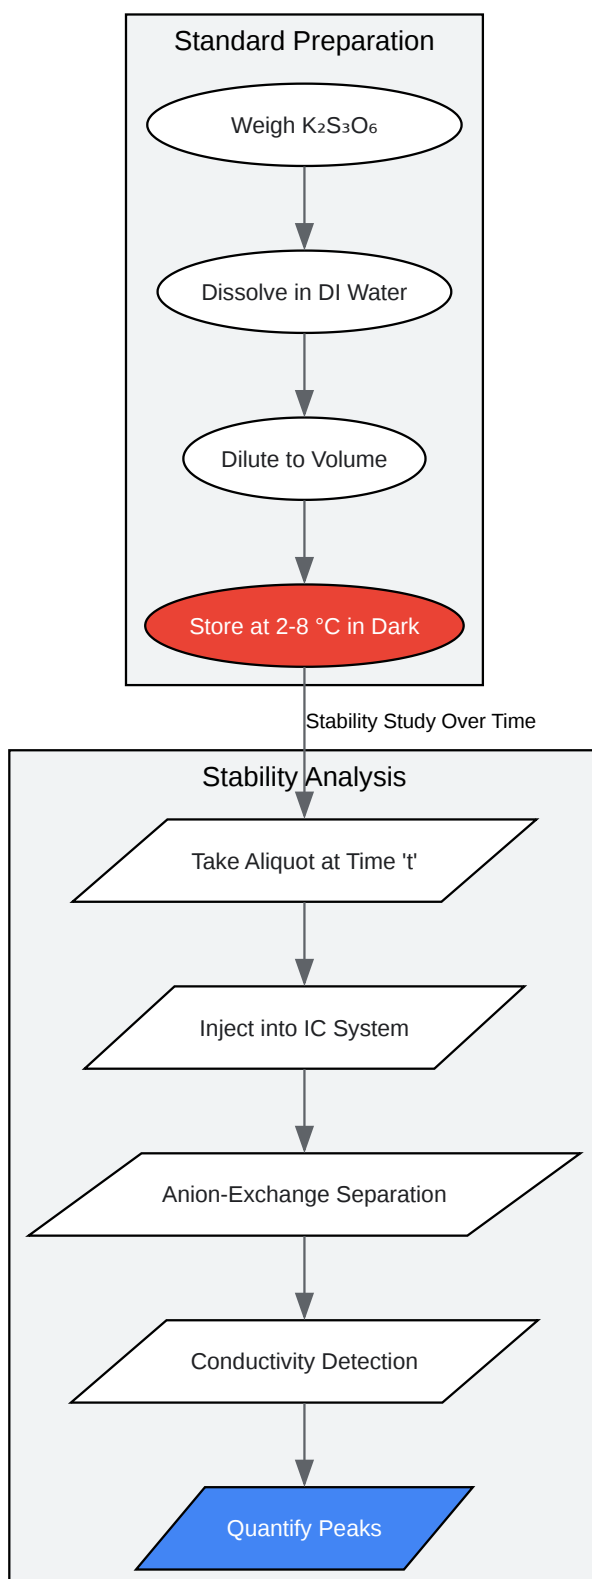 Standard Preparation
Weigh K₂S₃O₆
Dissolve in DI Water
Dilute to Volume
Store at 2-8 °C in Dark
Stability Study Over Time
Stability Analysis
Take Aliquot at Time 't'
Inject into IC System
Anion-Exchange Separation
Conductivity Detection
Quantify Peaks